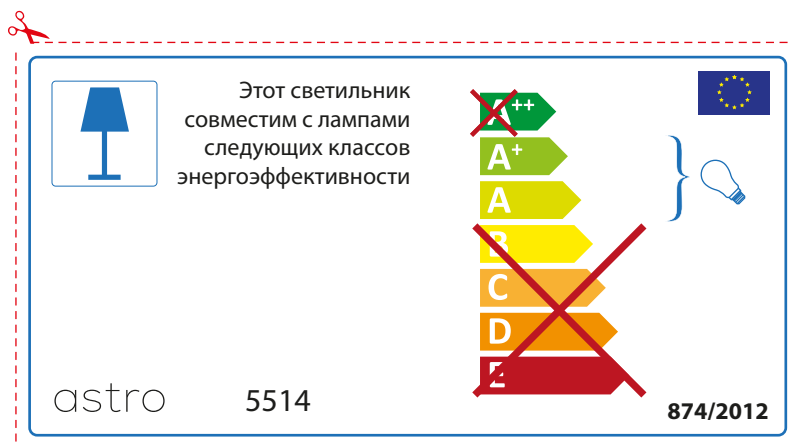 Этот светильник
совместим с лампами
следующих классов
энергоэффективности
A++
A+
A
B
C
D
E
astro
5514
874/2012